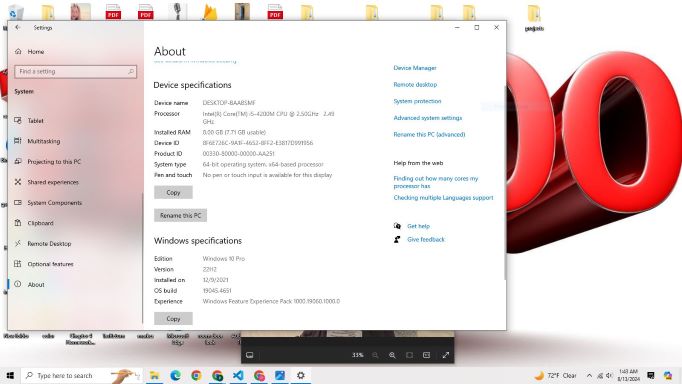 Settings
Home
Find a setting
System
Tablet
Multitasking
Projecting to this PC
Shared experiences
System Components
Clipboard
Remote Desktop
Optional features
About
About
Device specifications
Device name DESKTOP-BAABSMF
Processor Intel(R) Core(TM) i5-4200M CPU @ 2.50GHz 2.49 GHz
Installed RAM 8.00 GB (7.71 GB usable)
Device ID 8F6E726C-9A1F-4652-8FF2-E3817D991956
Product ID 00330-80000-00000-AA251
System type 64-bit operating system, x64-based processor
Pen and touch No pen or touch input is available for this display
Copy
Rename this PC
Windows specifications
Edition Windows 10 Pro
Version 22H2
Installed on 12/9/2021
OS build 19045.4651
Experience Windows Feature Experience Pack 1000.19060.1000.0
Copy
Device Manager
Remote desktop
System protection
Advanced system settings
Rename this PC (advanced)
Help from the web
Finding out how many cores my
processor has
Checking multiple Languages support
Get help
Give feedback
PDF
PDF
PDF
projects
33%
Type here to search
72°F Clear
1:43 AM
8/13/2024